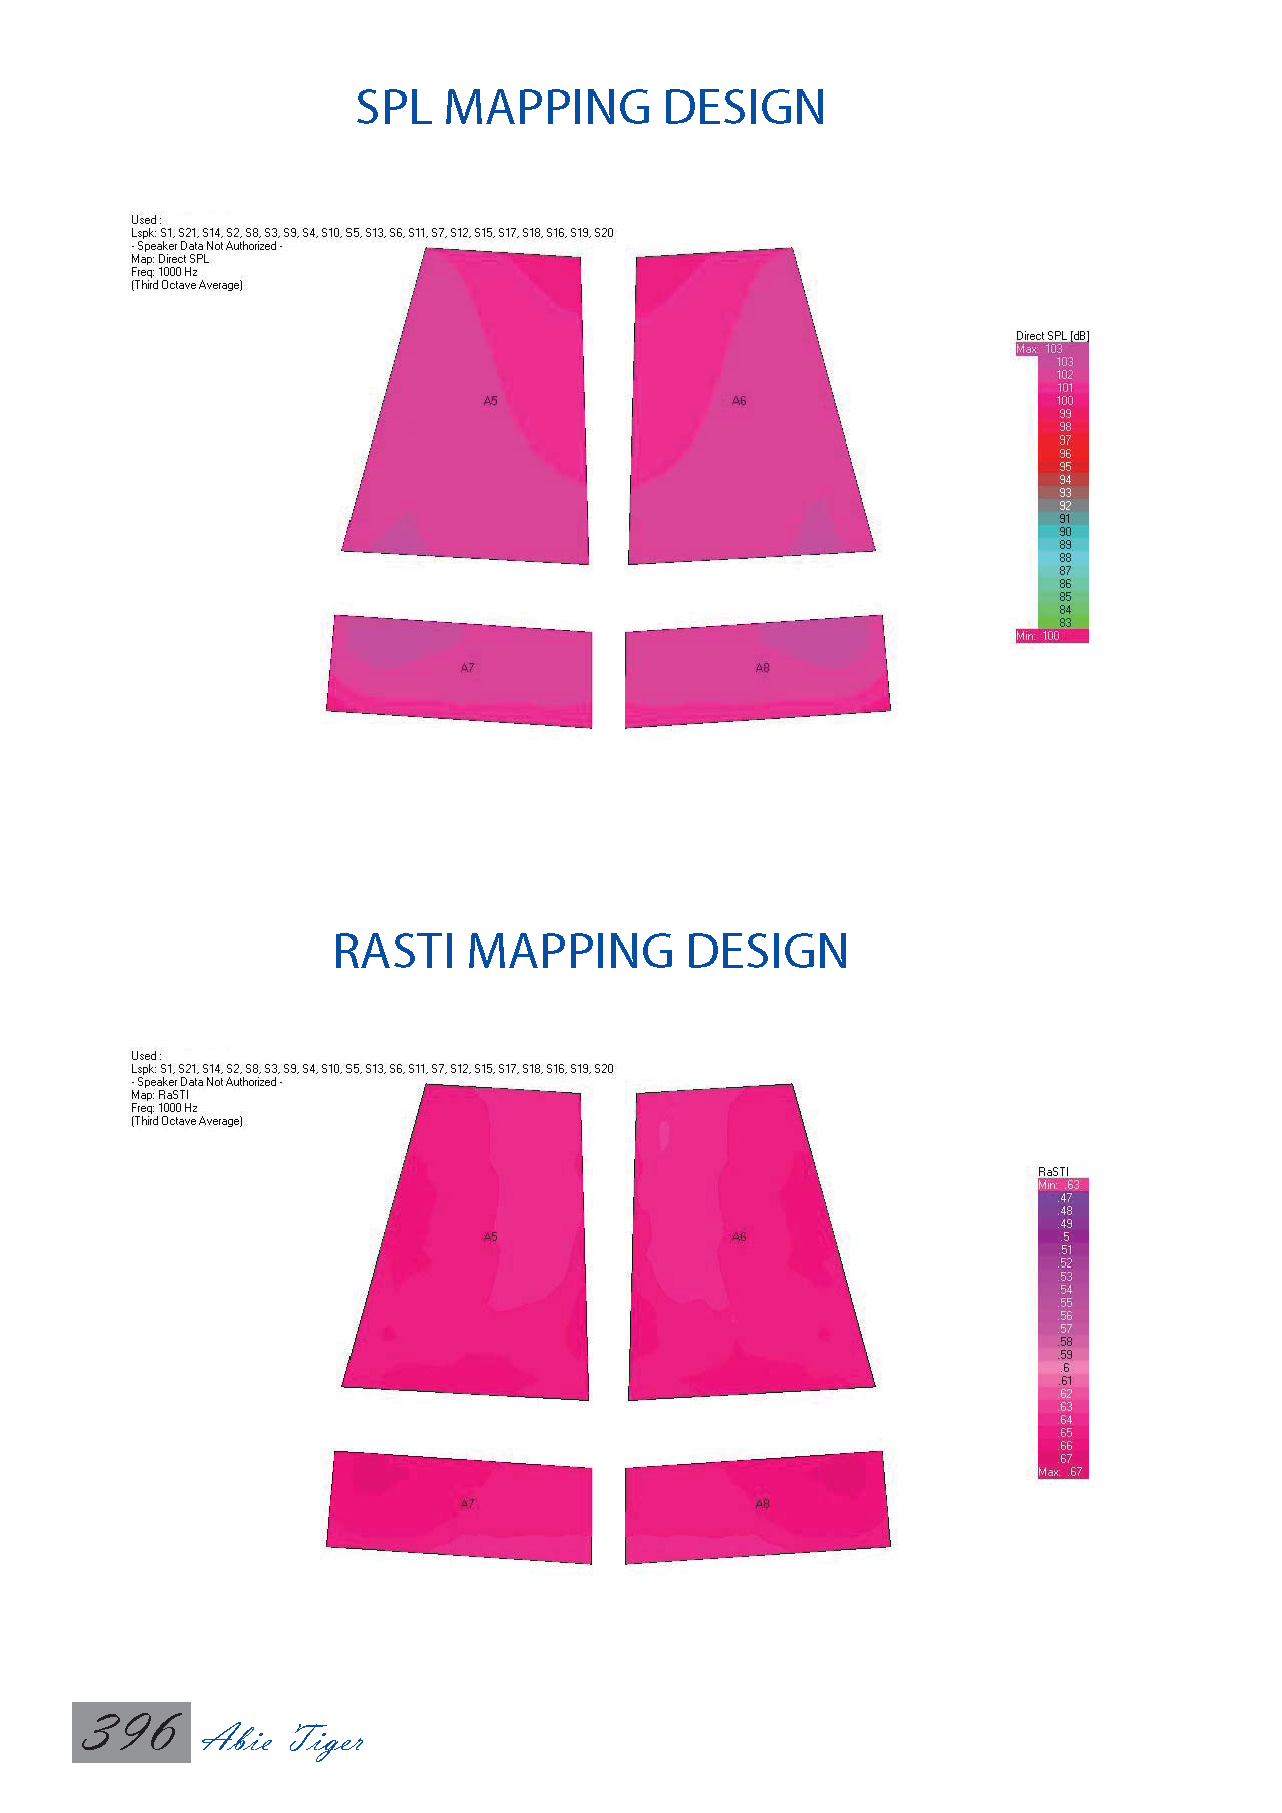 SPL MAPPING DESIGN
Used :
Lspk: S1, S21, S14, S2, S8, S3, S9, S4, S10, S5, S13, S6, S11, S7, S12, S15, S17, S18, S16, S19, S20
- Speaker Data Not Authorized -
Map: Direct SPL
Freq: 1000 Hz
(Third Octave Average)
Direct SPL [dB]
Max: 103
103
102
101
100
99
98
97
96
95
94
93
92
91
90
89
88
87
86
85
84
83
Min: 100
A5
A6
A7
A8
RASTI MAPPING DESIGN
Used :
Lspk: S1, S21, S14, S2, S8, S3, S9, S4, S10, S5, S13, S6, S11, S7, S12, S15, S17, S18, S16, S19, S20
- Speaker Data Not Authorized -
Map: RaSTI
Freq: 1000 Hz
(Third Octave Average)
RaSTI
Min: .63
.47
.48
.49
.5
.51
.52
.53
.54
.55
.56
.57
.58
.59
.6
.61
.62
.63
.64
.65
.66
.67
Max: .67
A5
A6
A7
A8
396 Abie Tiger